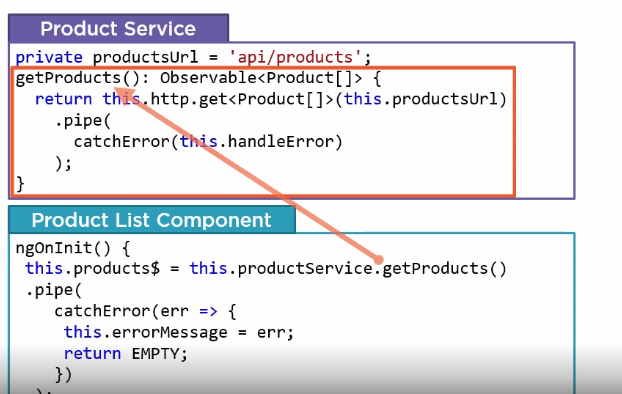 Product Service
private productsUrl = 'api/products';
getProducts(): Observable<Product[]> {
return this.http.get<Product[]>(this.productsUrl)
.pipe(
catchError(this.handleError)
);
}
Product List Component
ngOnInit() {
this.products$ = this.productService.getProducts()
.pipe(
catchError(err => {
this.errorMessage = err;
return EMPTY;
})
);